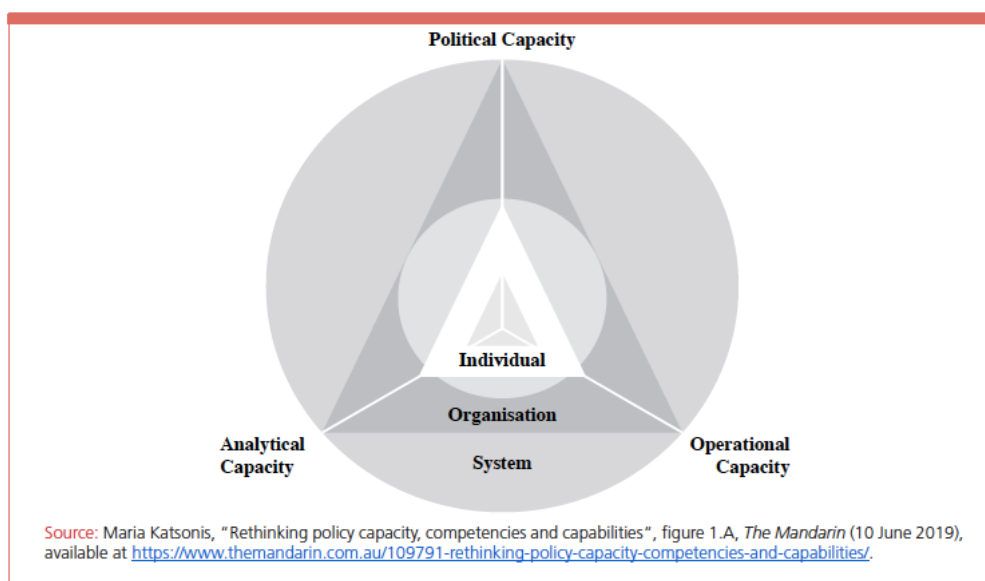 Political Capacity
Individual
Organisation
Analytical
Capacity
System
Operational
Capacity
Source: Maria Katsonis, “Rethinking policy capacity, competencies and capabilities”, figure 1.A, The Mandarin (10 June 2019),
available at https://www.themandarin.com.au/109791-rethinking-policy-capacity-competencies-and-capabilities/.